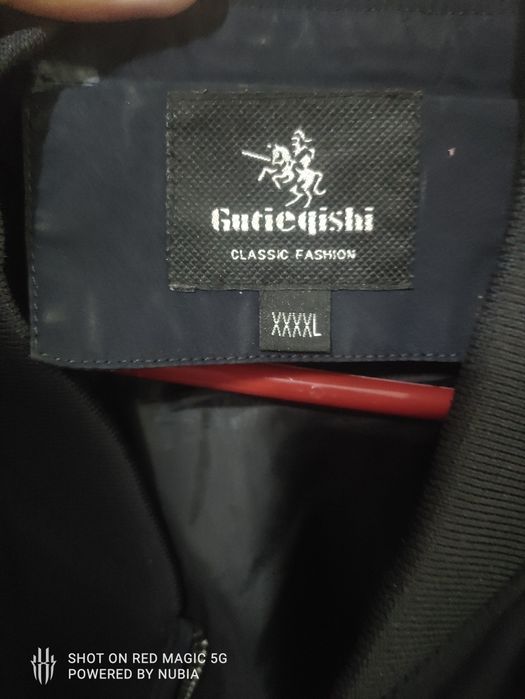 Gutieqishi
CLASSIC FASHION
XXXXL
SHOT ON RED MAGIC 5G
POWERED BY NUBIA